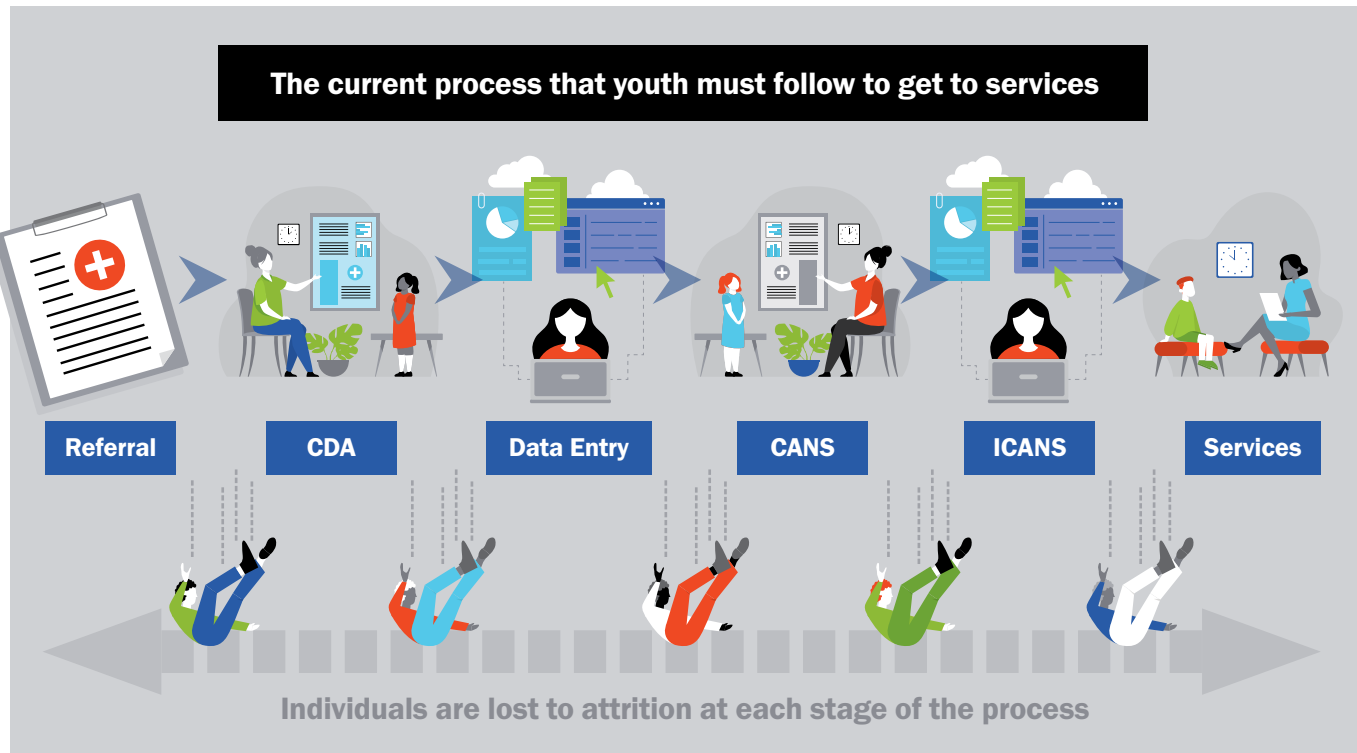 The current process that youth must follow to get to services
Referral
CDA
Data Entry
CANS
ICANS
Services
Individuals are lost to attrition at each stage of the process